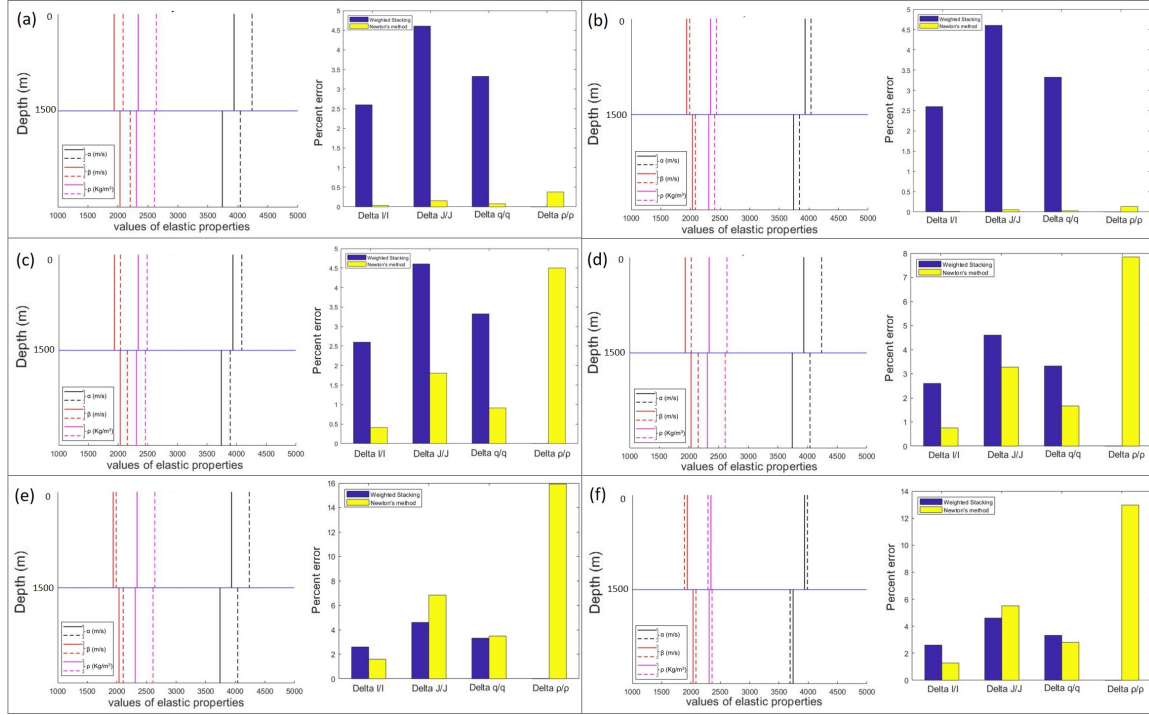 (a)
0
Depth (m)
1500
α (m/s)
β (m/s)
ρ (Kg/m³)
1000 1500 2000 2500 3000 3500 4000 4500 5000
values of elastic properties
Weighted Stacking
Newton's method
Percent error
5
4.5
4
3.5
3
2.5
2
1.5
1
0.5
0
Delta I/I Delta J/J Delta q/q Delta ρ/ρ
(b)
0
Depth (m)
1500
α (m/s)
β (m/s)
ρ (Kg/m³)
1000 1500 2000 2500 3000 3500 4000 4500 5000
values of elastic properties
Weighted Stacking
Newton's method
Percent error
5
4.5
4
3.5
3
2.5
2
1.5
1
0.5
0
Delta I/I Delta J/J Delta q/q Delta ρ/ρ
(c)
0
Depth (m)
1500
α (m/s)
β (m/s)
ρ (Kg/m³)
1000 1500 2000 2500 3000 3500 4000 4500 5000
values of elastic properties
Weighted Stacking
Newton's method
Percent error
5
4.5
4
3.5
3
2.5
2
1.5
1
0.5
0
Delta I/I Delta J/J Delta q/q Delta ρ/ρ
(d)
0
Depth (m)
1500
α (m/s)
β (m/s)
ρ (Kg/m³)
1000 1500 2000 2500 3000 3500 4000 4500 5000
values of elastic properties
Weighted Stacking
Newton's method
Percent error
8
7
6
5
4
3
2
1
0
Delta I/I Delta J/J Delta q/q Delta ρ/ρ
(e)
0
Depth (m)
1500
α (m/s)
β (m/s)
ρ (Kg/m³)
1000 1500 2000 2500 3000 3500 4000 4500 5000
values of elastic properties
Weighted Stacking
Newton's method
Percent error
16
14
12
10
8
6
4
2
0
Delta I/I Delta J/J Delta q/q Delta ρ/ρ
(f)
0
Depth (m)
1500
α (m/s)
β (m/s)
ρ (Kg/m³)
1000 1500 2000 2500 3000 3500 4000 4500 5000
values of elastic properties
Weighted Stacking
Newton's method
Percent error
14
12
10
8
6
4
2
0
Delta I/I Delta J/J Delta q/q Delta ρ/ρ